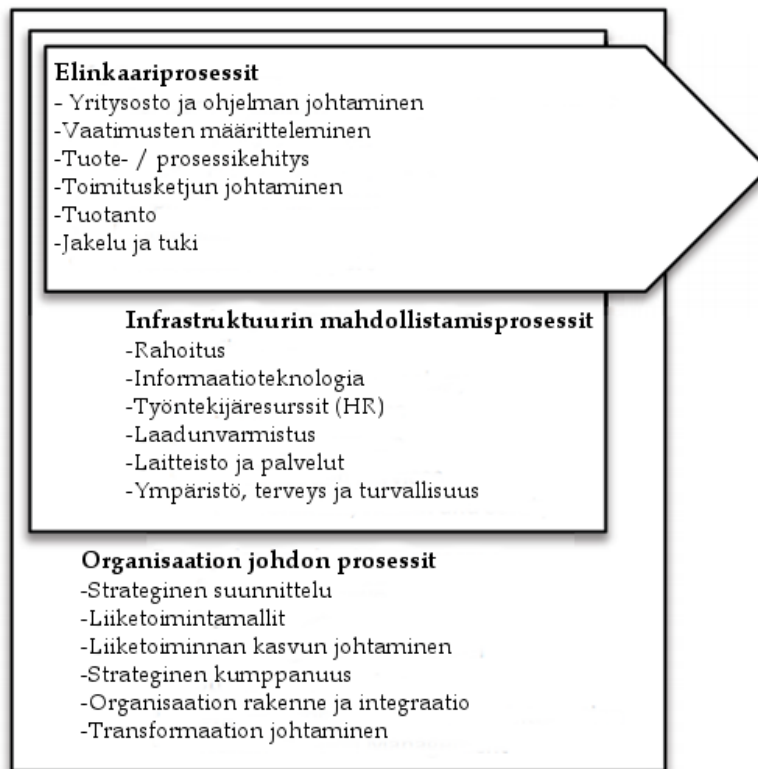 Elinkaariprosessit
- Yritysosto ja ohjelman johtaminen
-Vaatimusten määritteleminen
-Tuote- / prosessikehitys
-Toimitusketjun johtaminen
-Tuotanto
-Jakelu ja tuki
Infrastruktuurin mahdollistamisprosessit
-Rahoitus
-Informaatioteknologia
-Työntekijäresurssit (HR)
-Laadunvarmistus
-Laitteisto ja palvelut
-Ympäristö, terveys ja turvallisuus
Organisaation johdon prosessit
-Strateginen suunnittelu
-Liiketoimintamallit
-Liiketoiminnan kasvun johtaminen
-Strateginen kumppanuus
-Organisaation rakenne ja integraatio
-Transformaation johtaminen